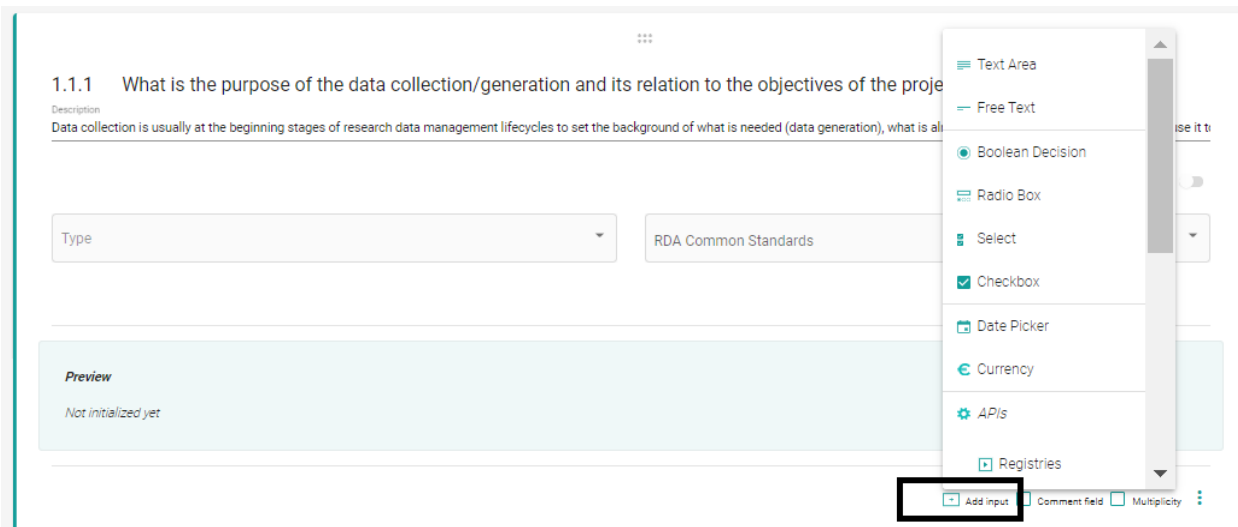 1.1.1 What is the purpose of the data collection/generation and its relation to the objectives of the proje
Description
Data collection is usually at the beginning stages of research data management lifecycles to set the background of what is needed (data generation), what is al
use it to
Type
RDA Common Standards
Preview
Not initialized yet
Text Area
Free Text
Boolean Decision
Radio Box
Select
Checkbox
Date Picker
Currency
APIs
Registries
Add input
Comment field
Multiplicity